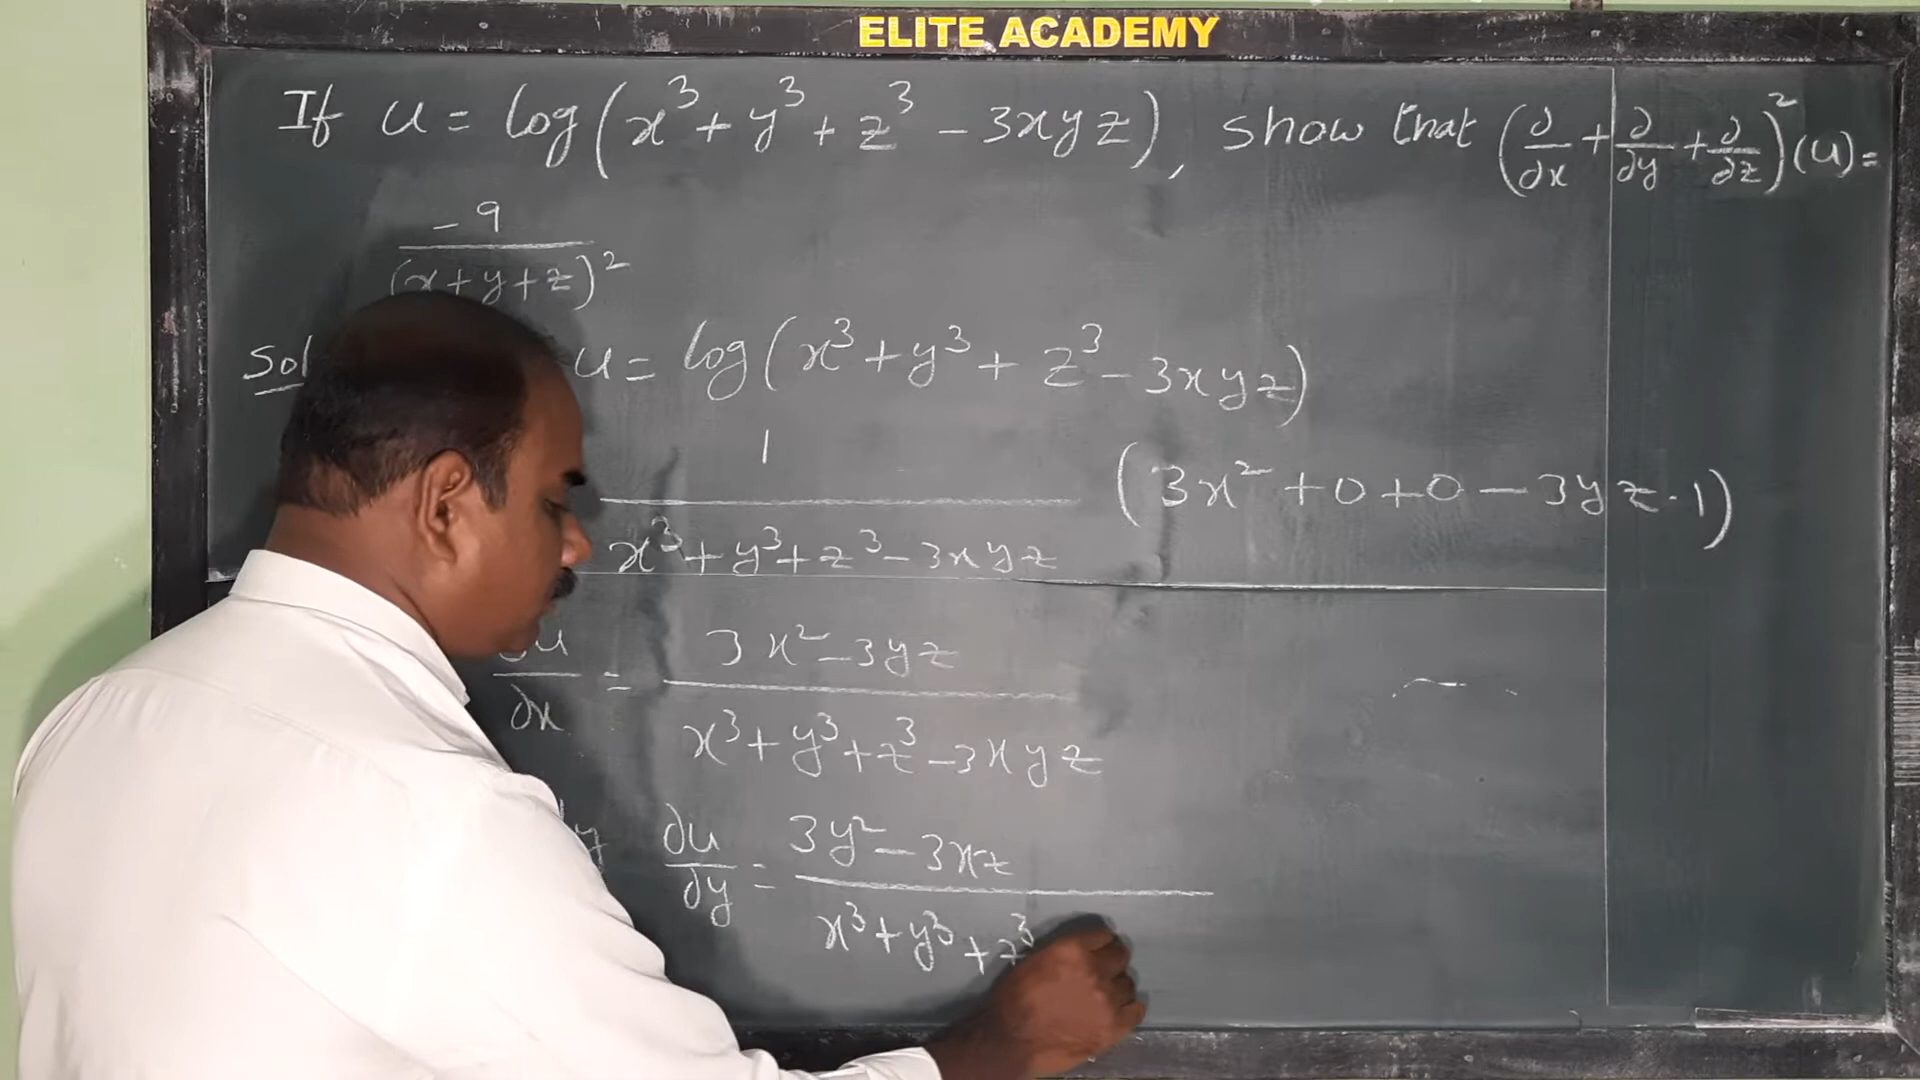 ELITE ACADEMY
If u = log(x³ + y³ + z³ - 3xyz), show that (∂/∂x + ∂/∂y + ∂/∂z)² (u) =
-9/(x+y+z)²
Sol u = log(x³ + y³ + z³ - 3xyz)
1/(x³ + y³ + z³ - 3xyz) (3x² + 0 + 0 - 3yz·1)
∂u/∂x = (3x² - 3yz)/(x³ + y³ + z³ - 3xyz)
∂u/∂y = (3y² - 3xz)/(x³ + y³ + z³